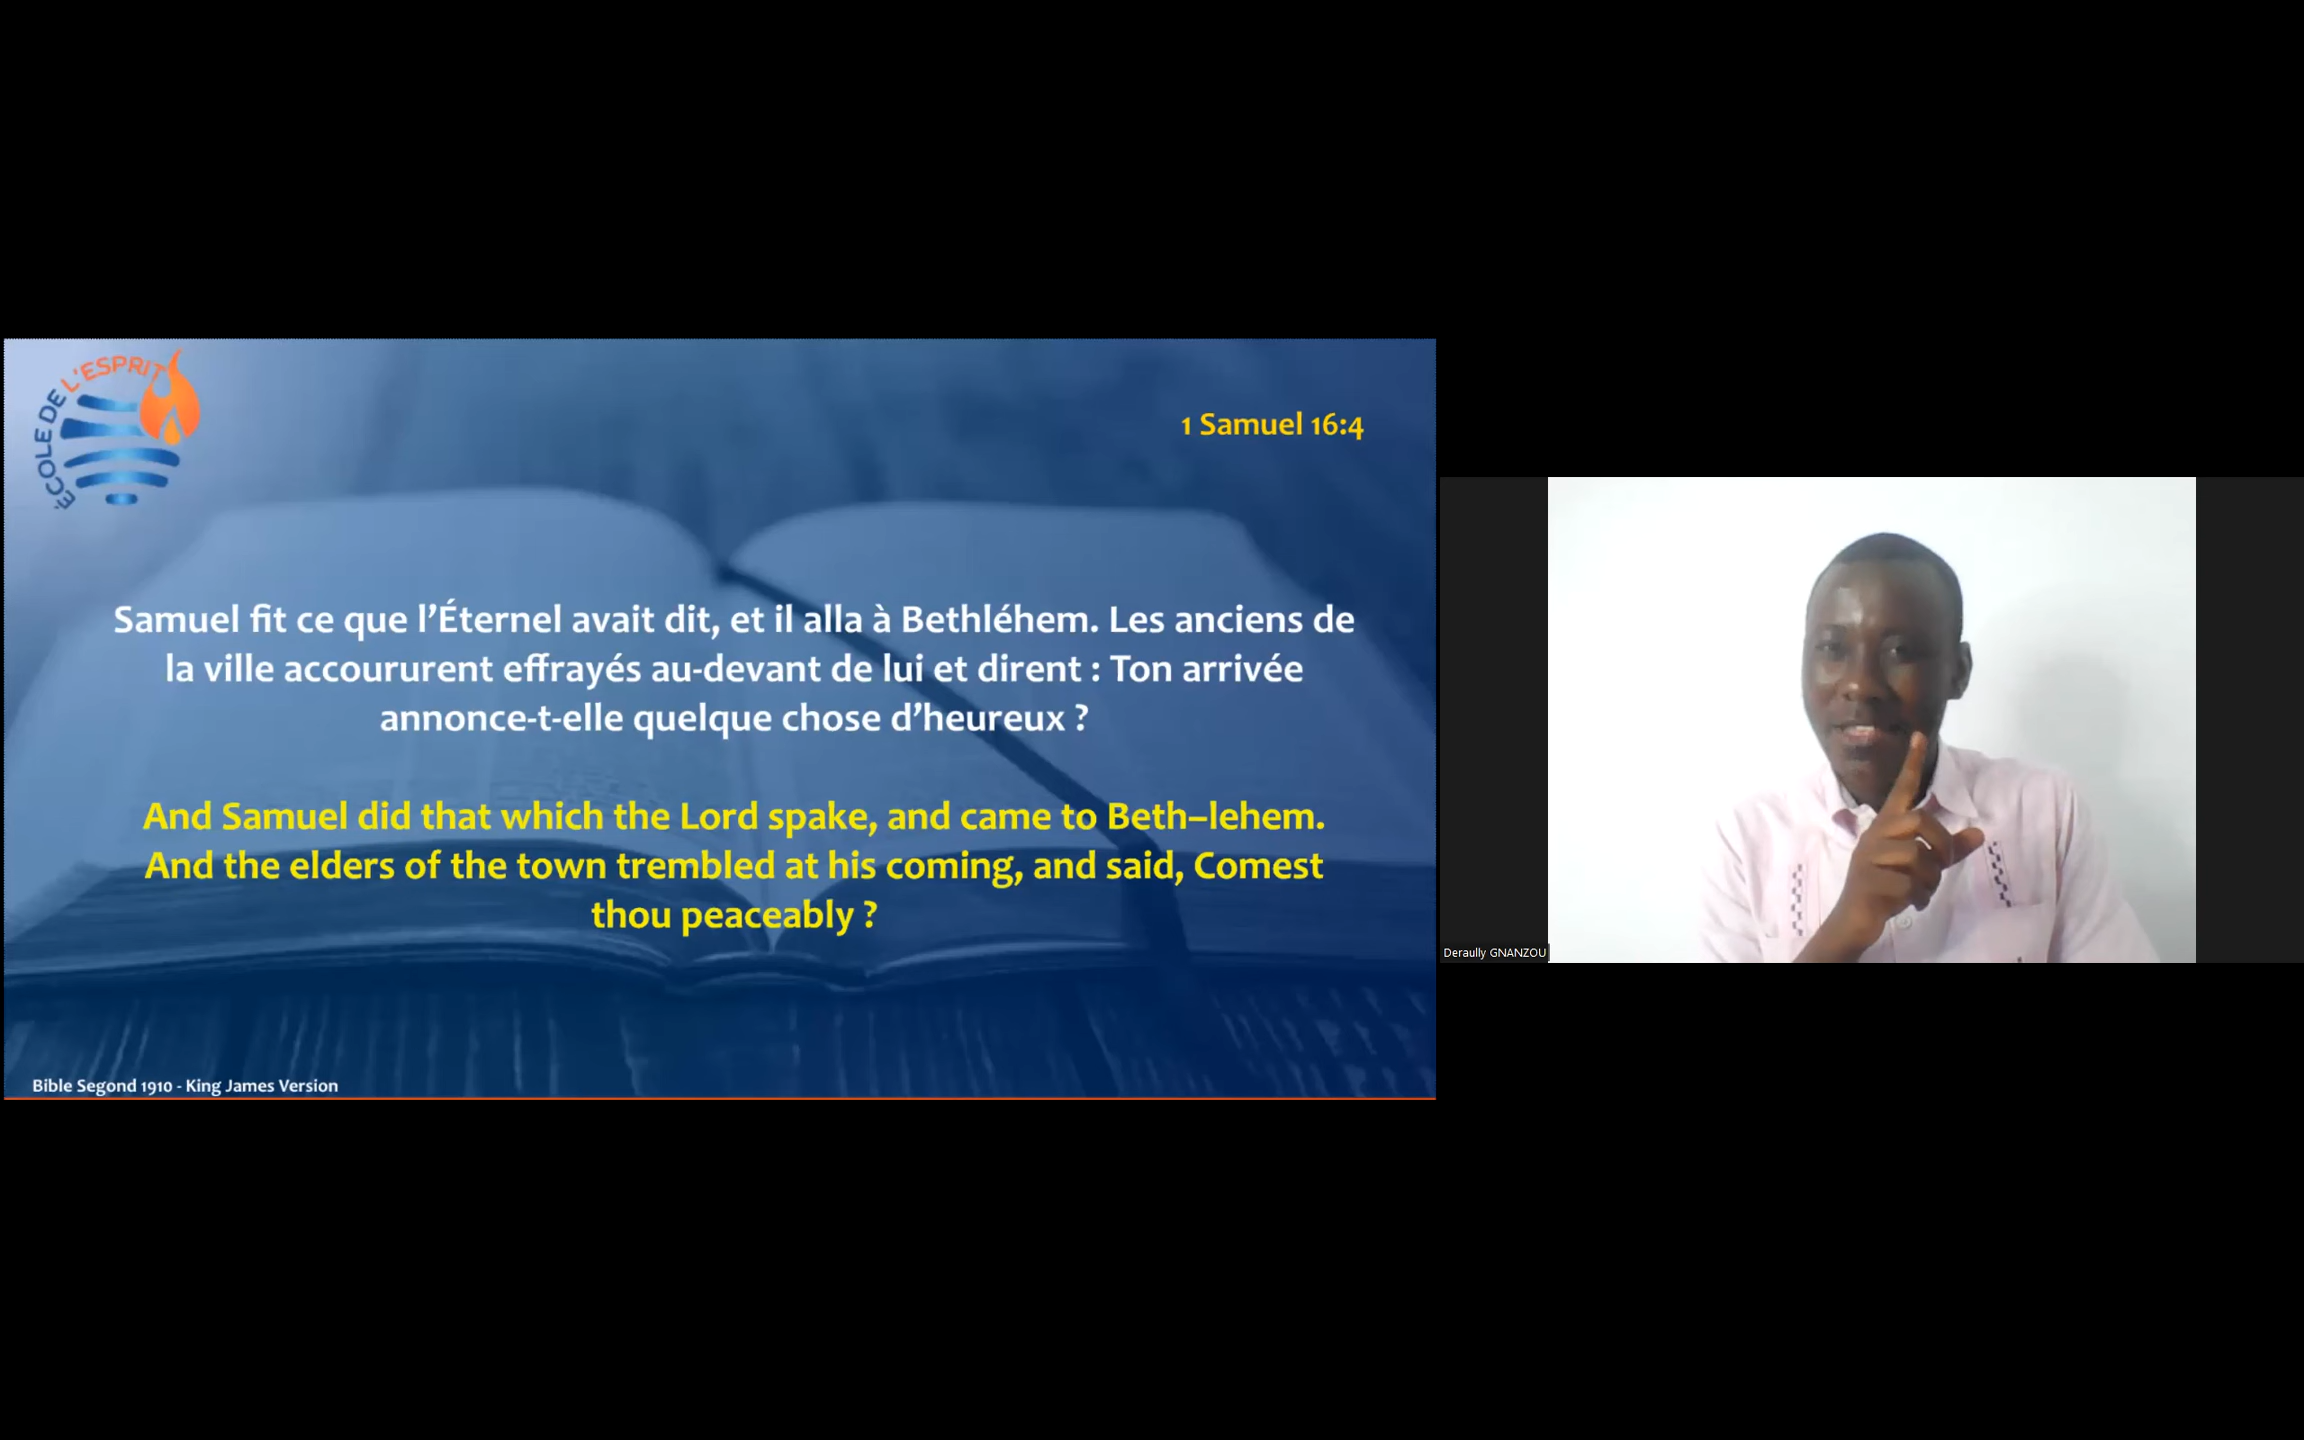 ÉCOLE DE L'ESPRIT
1 Samuel 16:4
Samuel fit ce que l’Éternel avait dit, et il alla à Bethléhem. Les anciens de
la ville accoururent effrayés au-devant de lui et dirent : Ton arrivée
annonce-t-elle quelque chose d’heureux ?
And Samuel did that which the Lord spake, and came to Beth–lehem.
And the elders of the town trembled at his coming, and said, Comest
thou peaceably ?
Bible Segond 1910 - King James Version
Deraully GNANZOU